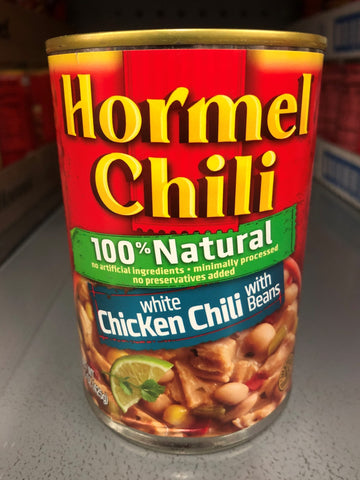 Hormel
Chili
100% Natural
no artificial ingredients • minimally processed
no preservatives added
white
Chicken Chili with
Beans